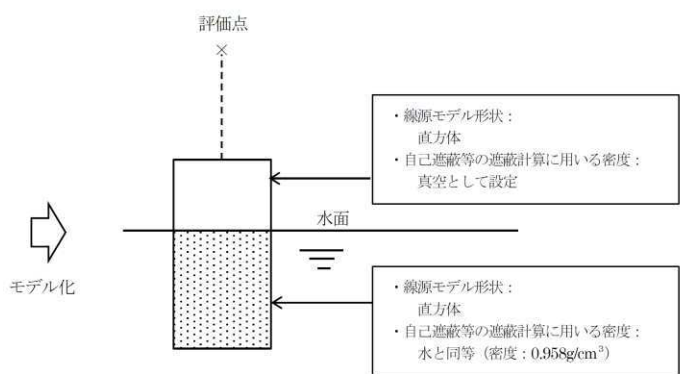 評価点
・線源モデル形状：
直方体
・自己遮蔽等の遮蔽計算に用いる密度：
真空として設定
水面
モデル化
・線源モデル形状：
直方体
・自己遮蔽等の遮蔽計算に用いる密度：
水と同等（密度：0.958g/cm³）